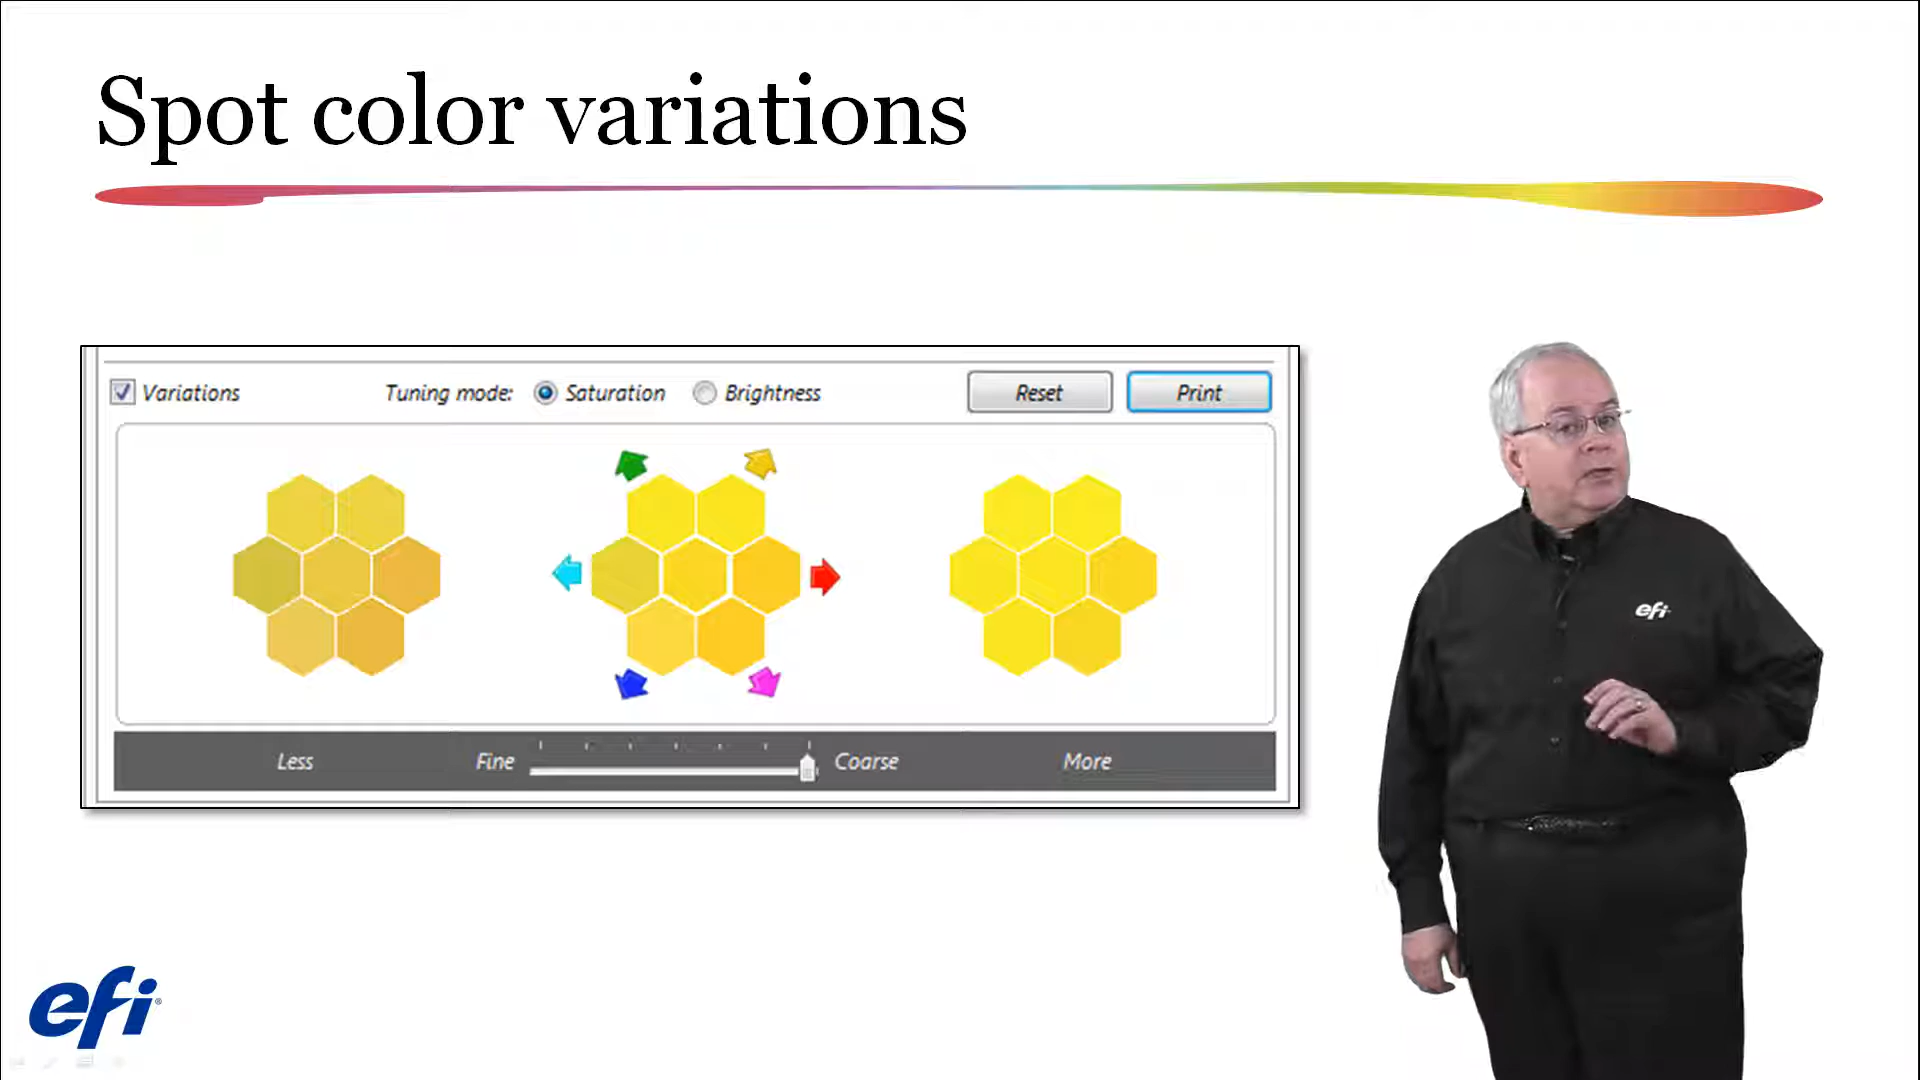 Spot color variations
Variations Tuning mode: Saturation Brightness Reset Print
Less Fine Coarse More
efi
efi®